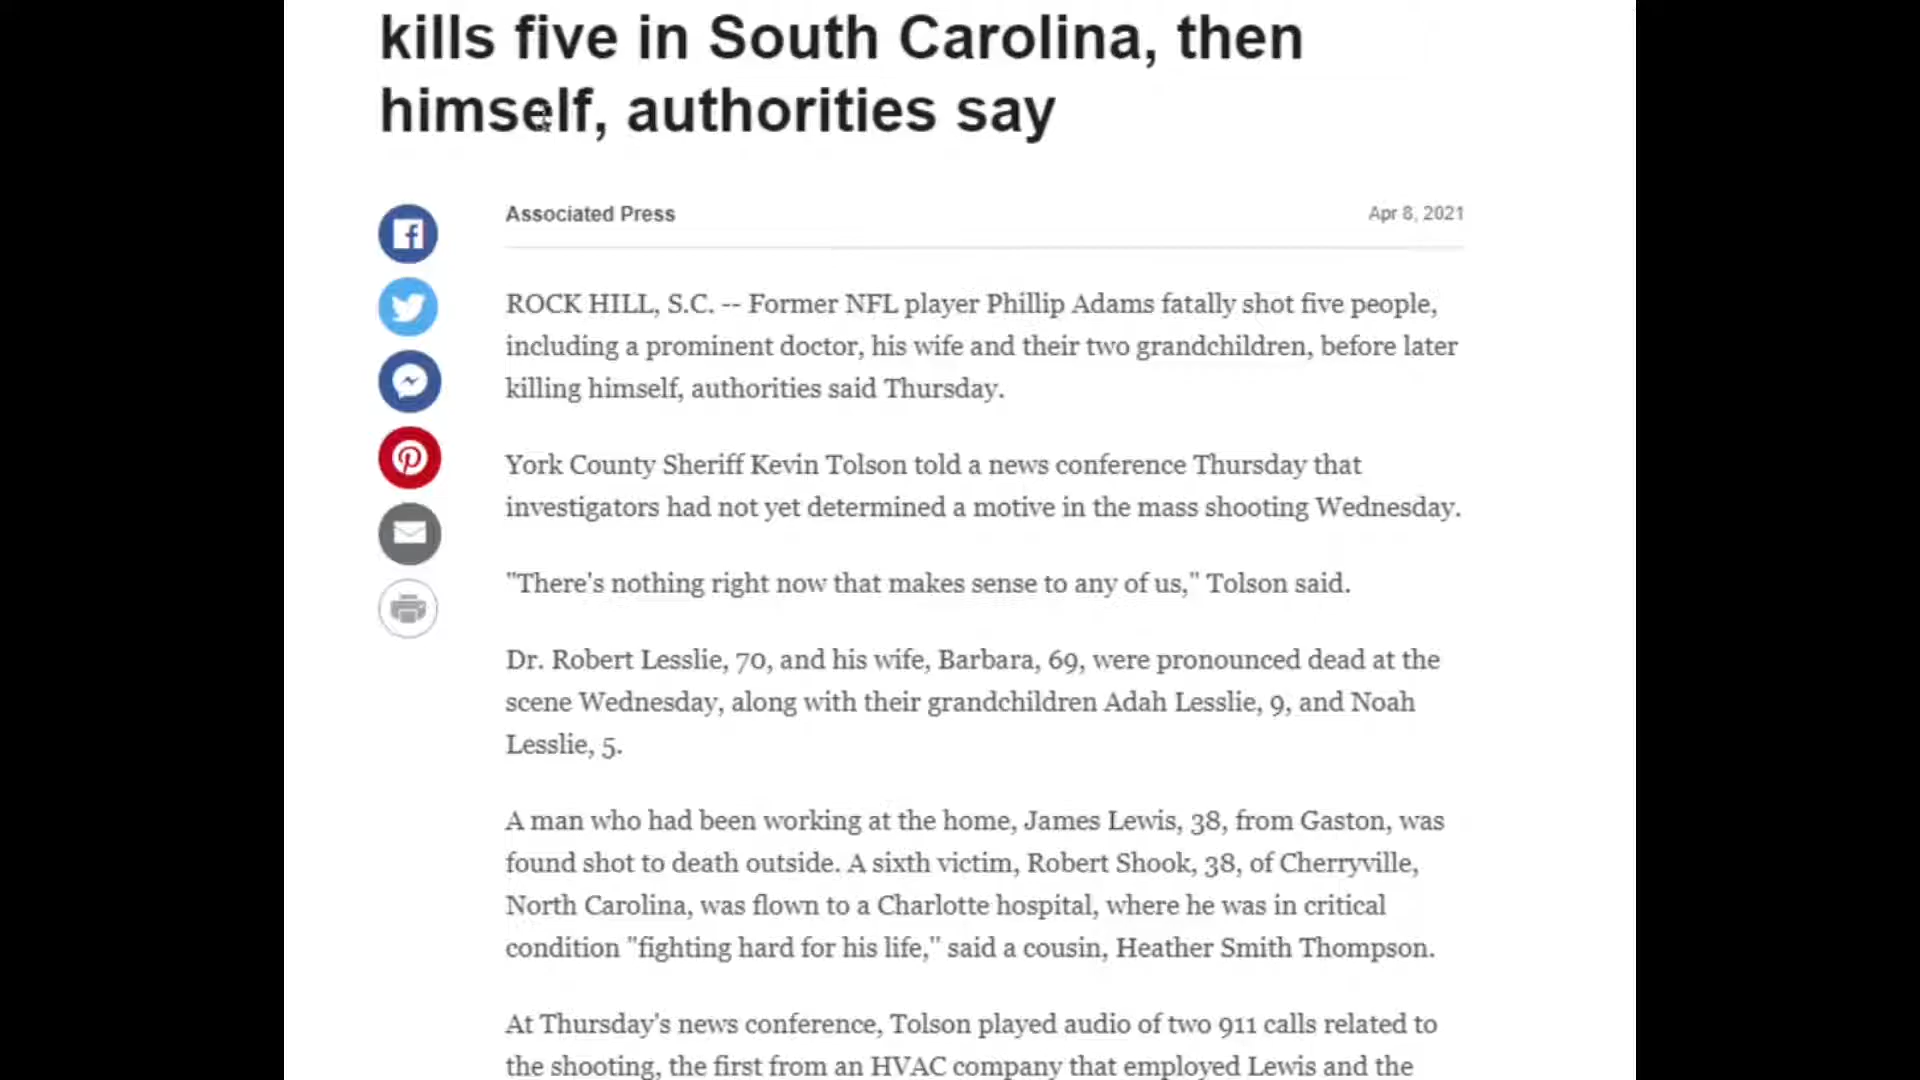 kills five in South Carolina, then
himself, authorities say
Associated Press
Apr 8, 2021
ROCK HILL, S.C. -- Former NFL player Phillip Adams fatally shot five people,
including a prominent doctor, his wife and their two grandchildren, before later
killing himself, authorities said Thursday.
York County Sheriff Kevin Tolson told a news conference Thursday that
investigators had not yet determined a motive in the mass shooting Wednesday.
"There's nothing right now that makes sense to any of us," Tolson said.
Dr. Robert Lesslie, 70, and his wife, Barbara, 69, were pronounced dead at the
scene Wednesday, along with their grandchildren Adah Lesslie, 9, and Noah
Lesslie, 5.
A man who had been working at the home, James Lewis, 38, from Gaston, was
found shot to death outside. A sixth victim, Robert Shook, 38, of Cherryville,
North Carolina, was flown to a Charlotte hospital, where he was in critical
condition "fighting hard for his life," said a cousin, Heather Smith Thompson.
At Thursday's news conference, Tolson played audio of two 911 calls related to
the shooting, the first from an HVAC company that employed Lewis and the